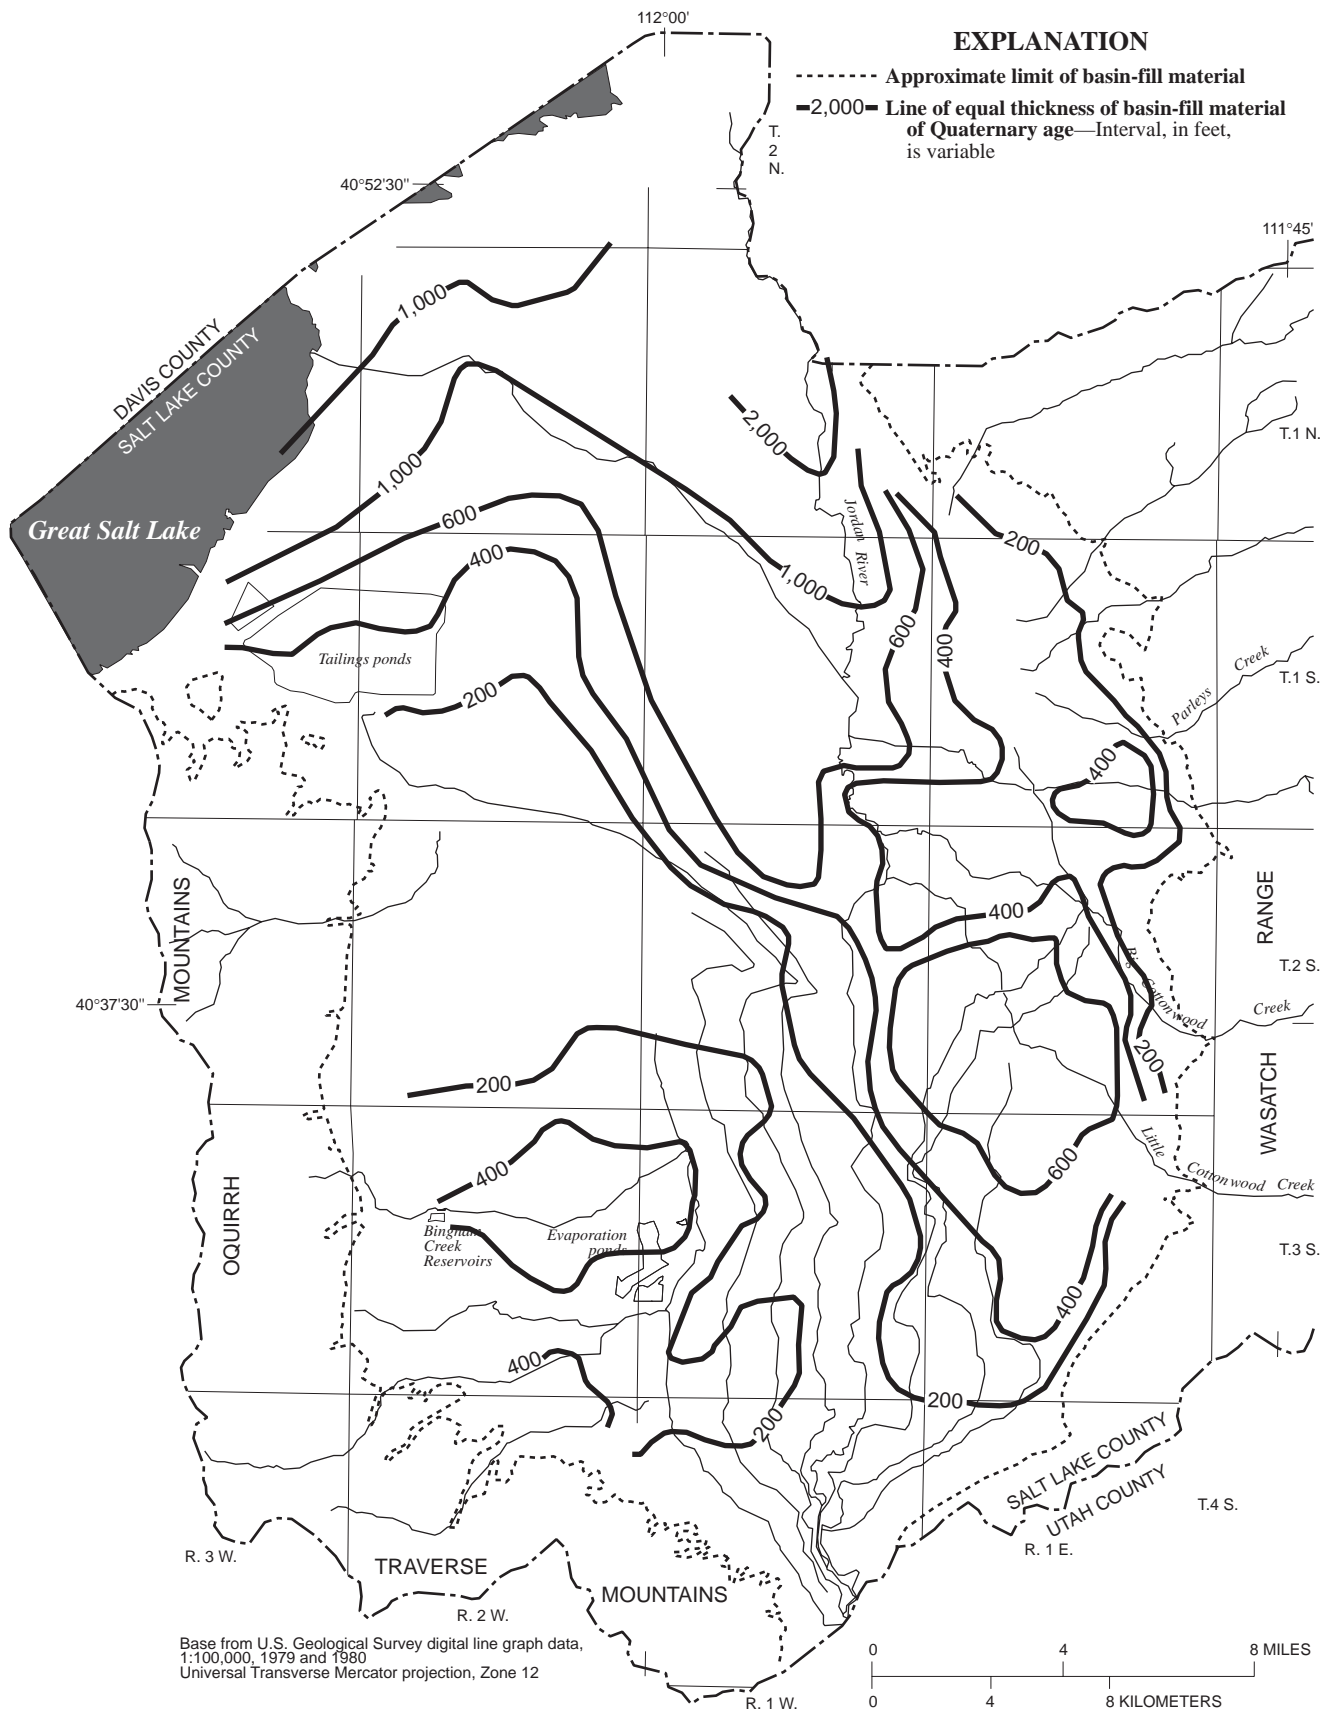 112°00'
EXPLANATION
Approximate limit of basin-fill material
2,000 Line of equal thickness of basin-fill material
of Quaternary age—Interval, in feet,
is variable
T.
2
N.
40°52'30"
111°45'
1,000
DAVIS COUNTY
SALT LAKE COUNTY
2,000
T.1 N.
1,000
Great Salt Lake
600
Jordan River
200
400
1,000
600
400
Tailings ponds
Parleys Creek
T.1 S.
200
400
MOUNTAINS
RANGE
400
T.2 S.
40°37'30"
Big Cottonwood Creek
200
200
WASATCH
400
600
Little Cottonwood Creek
OQUIRRH
Bingham
Creek
Reservoirs
Evaporation
ponds
T.3 S.
400
400
200
200
SALT LAKE COUNTY
UTAH COUNTY
T.4 S.
R. 3 W.
R. 1 E.
TRAVERSE
MOUNTAINS
R. 2 W.
Base from U.S. Geological Survey digital line graph data,
1:100,000, 1979 and 1980
Universal Transverse Mercator projection, Zone 12
0 4 8 MILES
0 4 8 KILOMETERS
R. 1 W.